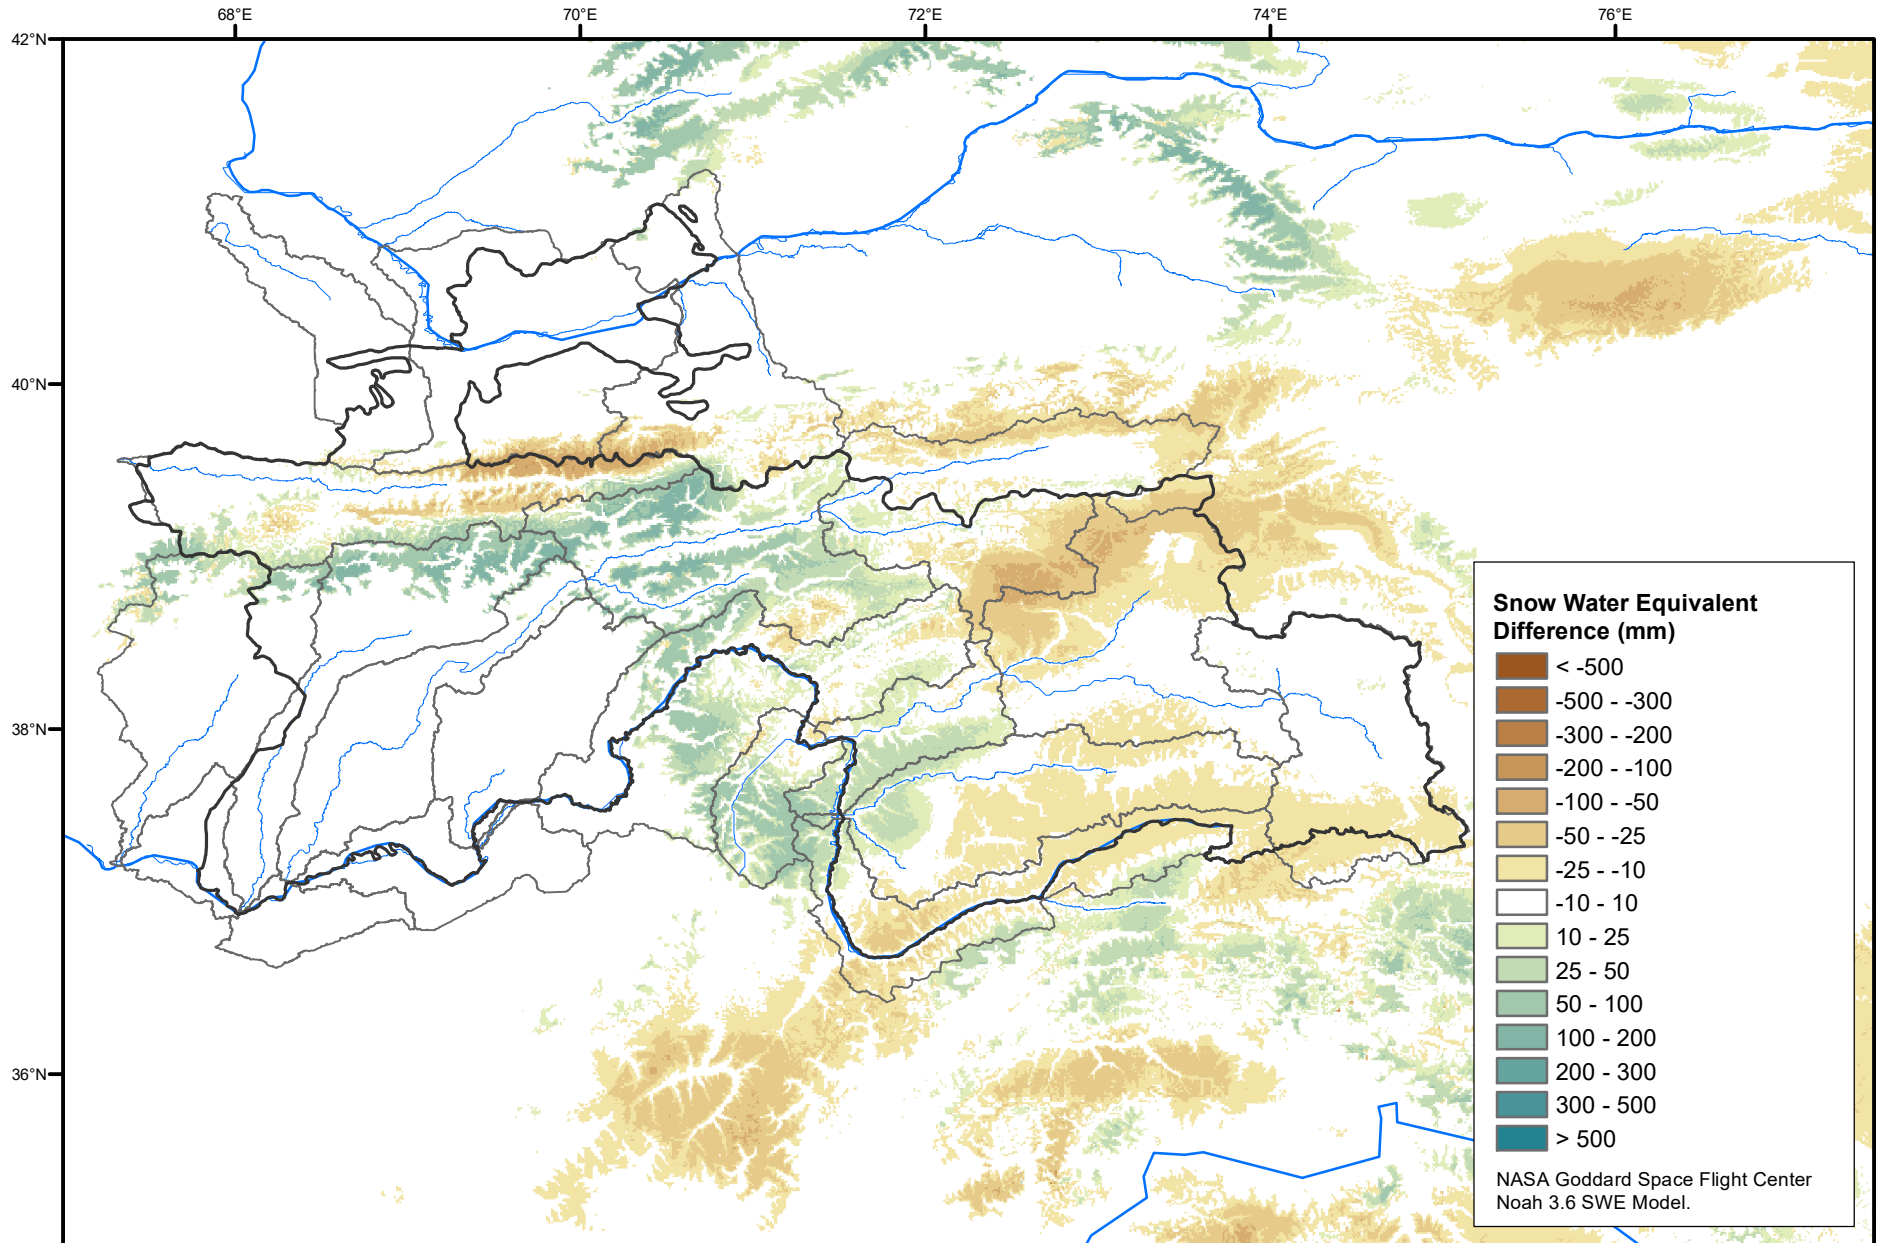 68°E 70°E 72°E 74°E 76°E
42°N
40°N
38°N
36°N
Snow Water Equivalent
Difference (mm)
< -500
-500 - -300
-300 - -200
-200 - -100
-100 - -50
-50 - -25
-25 - -10
-10 - 10
10 - 25
25 - 50
50 - 100
100 - 200
200 - 300
300 - 500
> 500
NASA Goddard Space Flight Center
Noah 3.6 SWE Model.